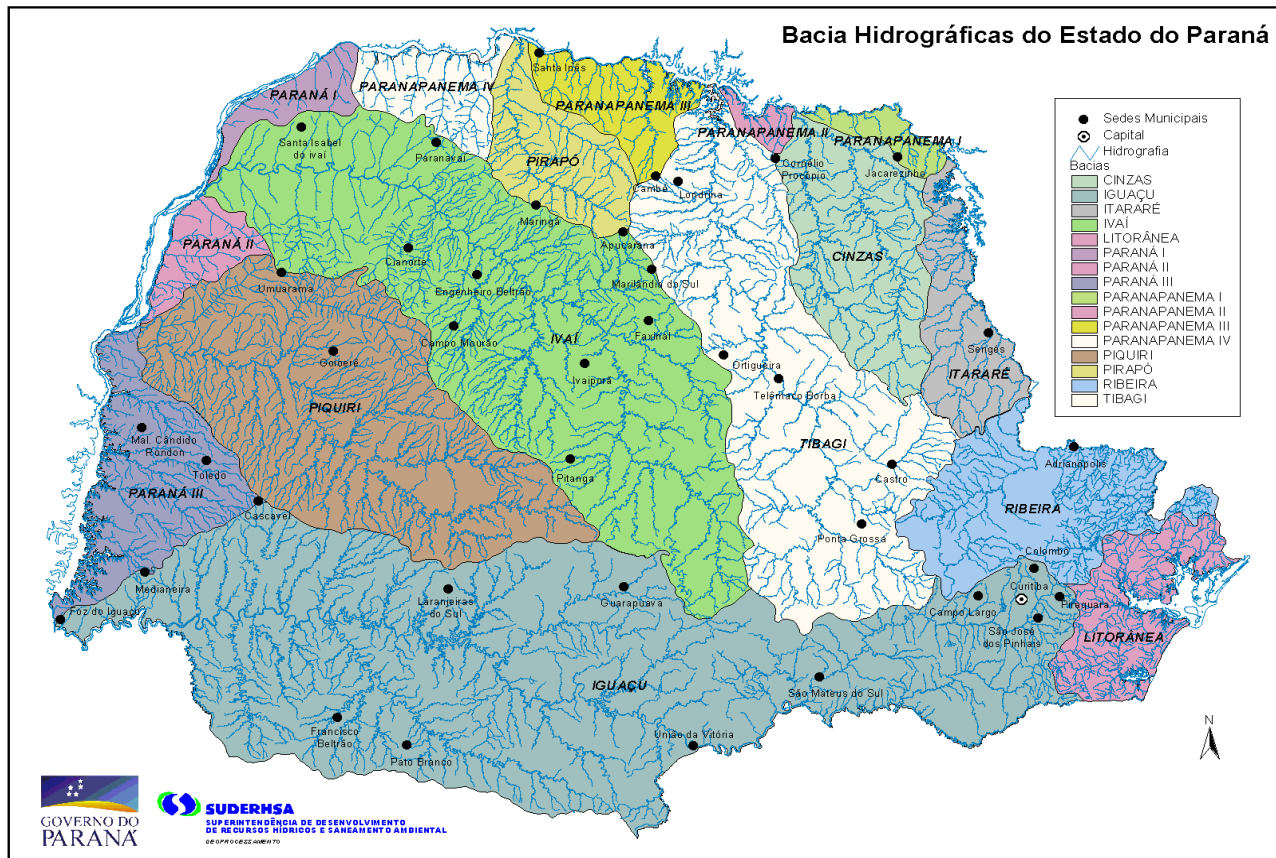 Bacia Hidrográficas do Estado do Paraná
Sedes Municipais
Capital
Hidrografia
Bacias
CINZAS
IGUAÇU
ITARARÉ
IVAÍ
LITORÂNEA
PARANÁ I
PARANÁ II
PARANÁ III
PARANAPANEMA I
PARANAPANEMA II
PARANAPANEMA III
PARANAPANEMA IV
PIQUIRI
PIRAPÓ
RIBEIRA
TIBAGI
Santa Inês
PARANÁ I
PARANAPANEMA IV
PARANAPANEMA III
PARANAPANEMA II
PARANAPANEMA I
Santa Isabel
do ivaí
Paranavaí
PIRAPÓ
Cambé
Londrina
Cornélio
Procópio
Jacarezinho
Maringá
Apucarana
PARANÁ II
Cianorte
CINZAS
Umuarama
Engenheiro Beltrão
Marilândia do Sul
Campo Mourão
IVAÍ
Faxinal
Sengés
Goioerê
Ivaiporã
Ortigueira
Telêmaco Borba
ITARARÉ
PIQUIRI
Mal. Cândido
Rondon
Toledo
TIBAGI
Adrianópolis
PARANÁ III
Pitanga
Castro
Cascavel
RIBEIRA
Ponta Grossa
Colombo
Medianeira
Laranjeiras
do Sul
Guarapuava
Curitiba
Campo Largo
Piraquara
Foz do Iguaçu
São José
dos Pinhais
LITORÂNEA
IGUAÇU
São Mateus do Sul
Francisco
Beltrão
Pato Branco
União da Vitória
N
GOVERNO DO
PARANÁ
SUDERHSA
SUPERINTENDÊNCIA DE DESENVOLVIMENTO
DE RECURSOS HÍDRICOS E SANEAMENTO AMBIENTAL
GEOPROCESSAMENTO